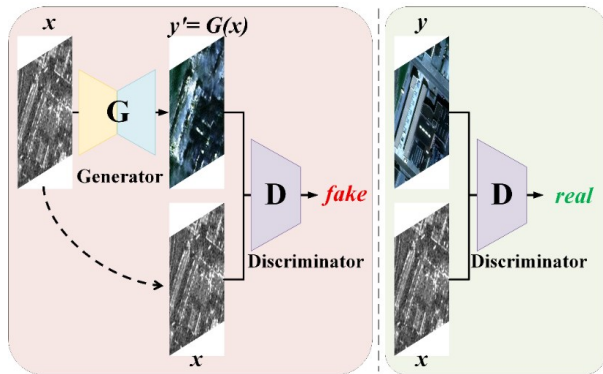 x
y'= G(x)
G
Generator
D
fake
Discriminator
x
y
D
real
Discriminator
x